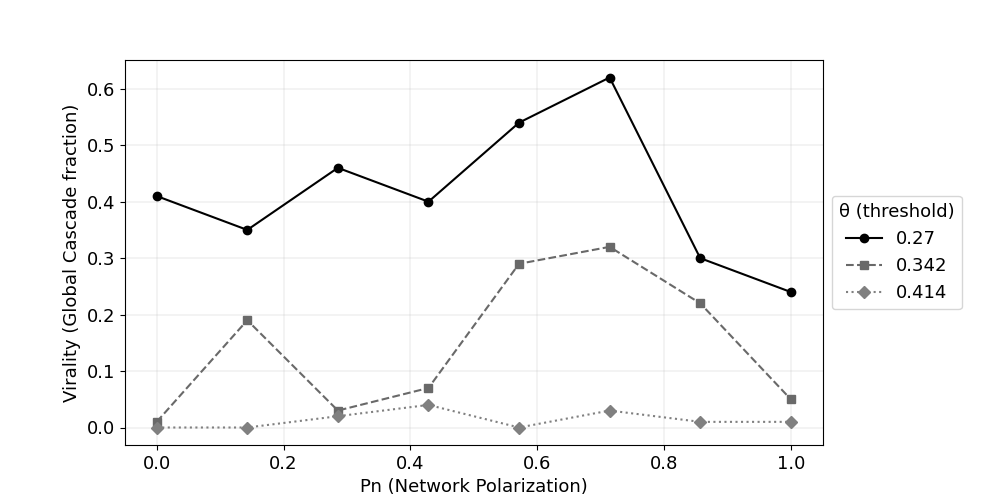 0.6
0.5
0.4
0.3
0.2
0.1
0.0
Virality (Global Cascade fraction)
0.0 0.2 0.4 0.6 0.8 1.0
Pn (Network Polarization)
θ (threshold)
0.27
0.342
0.414